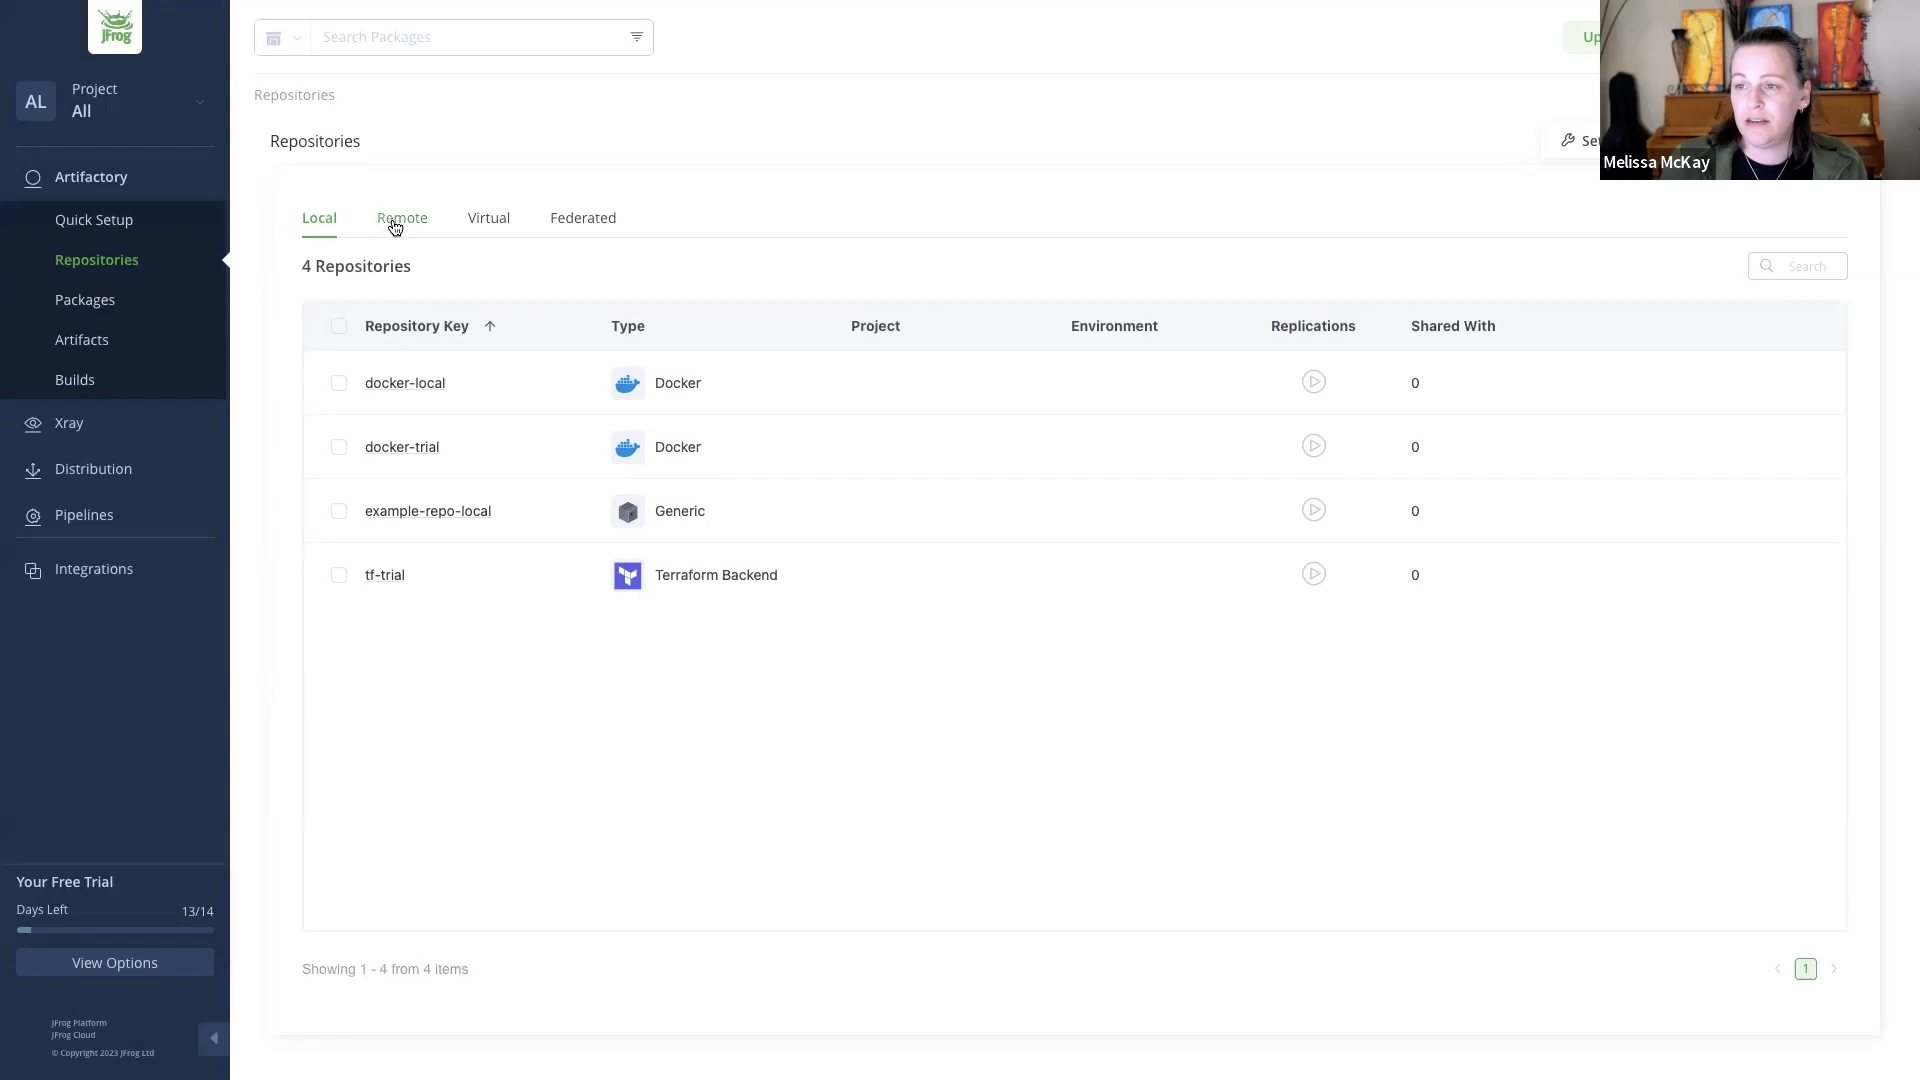 JFrog
AL
Project
All
Artifactory
Quick Setup
Repositories
Packages
Artifacts
Builds
Xray
Distribution
Pipelines
Integrations
Your Free Trial
Days Left
13/14
View Options
JFrog Platform
JFrog Cloud
© Copyright 2023 JFrog Ltd
Search Packages
Up
Repositories
Repositories
Set
Melissa McKay
Local Remote Virtual Federated
4 Repositories
Search
Repository Key Type Project Environment Replications Shared With
docker-local Docker 0
docker-trial Docker 0
example-repo-local Generic 0
tf-trial Terraform Backend 0
Showing 1 - 4 from 4 items
1